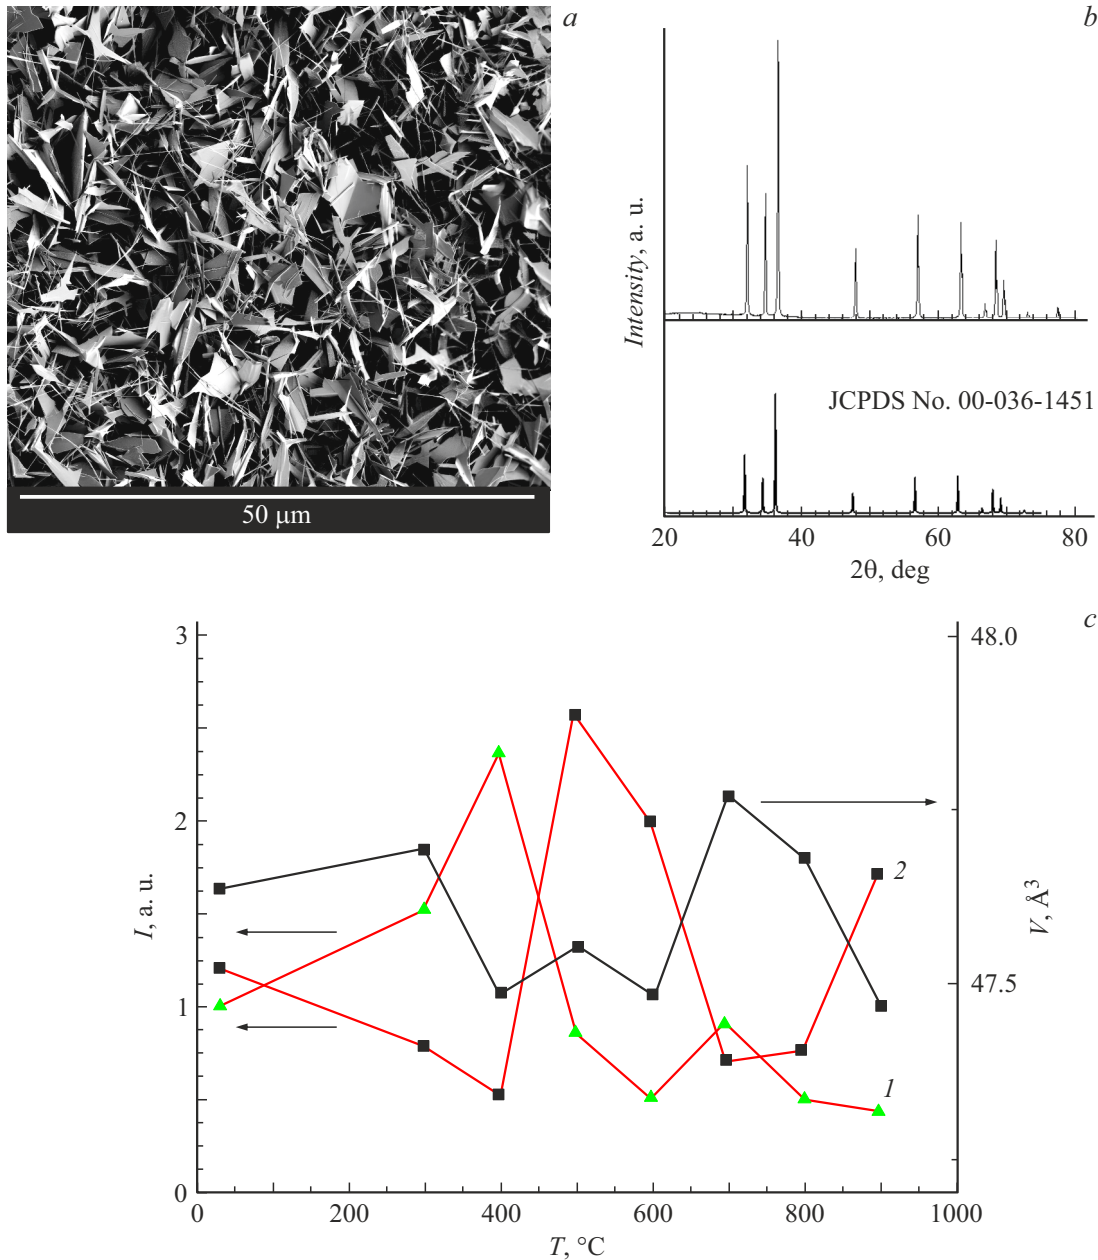 a
50 μm
b
Intensity, a. u.
JCPDS No. 00-036-1451
20
40
60
80
2θ, deg
c
3
2
1
0
I, a. u.
48.0
47.5
V, Å³
2
1
0
200
400
600
800
1000
T, °C